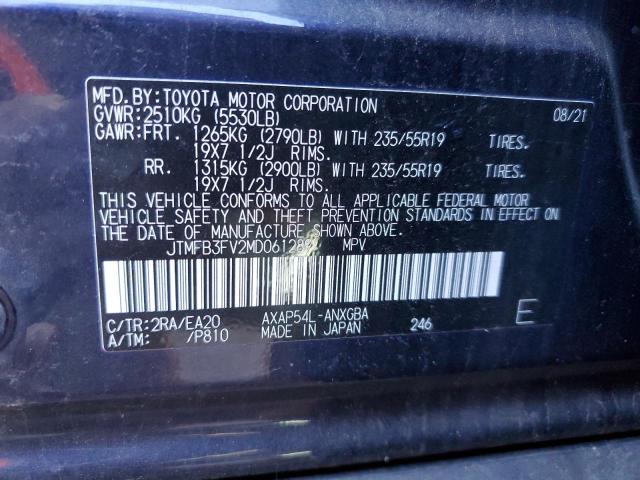 MFD.BY:TOYOTA MOTOR CORPORATION 08/21
GVWR:2510KG (5530LB)
GAWR:FRT. 1265KG (2790LB) WITH 235/55R19 TIRES.
19X7 1/2J RIMS.
RR. 1315KG (2900LB) WITH 235/55R19 TIRES.
19X7 1/2J RIMS.
THIS VEHICLE CONFORMS TO ALL APPLICABLE FEDERAL MOTOR
VEHICLE SAFETY AND THEFT PREVENTION STANDARDS IN EFFECT ON
THE DATE OF MANUFACTURE SHOWN ABOVE.
MPV
C/TR:2RA/EA20 AXAP54L-ANXGBA 246 E
A/TM: /P810 MADE IN JAPAN